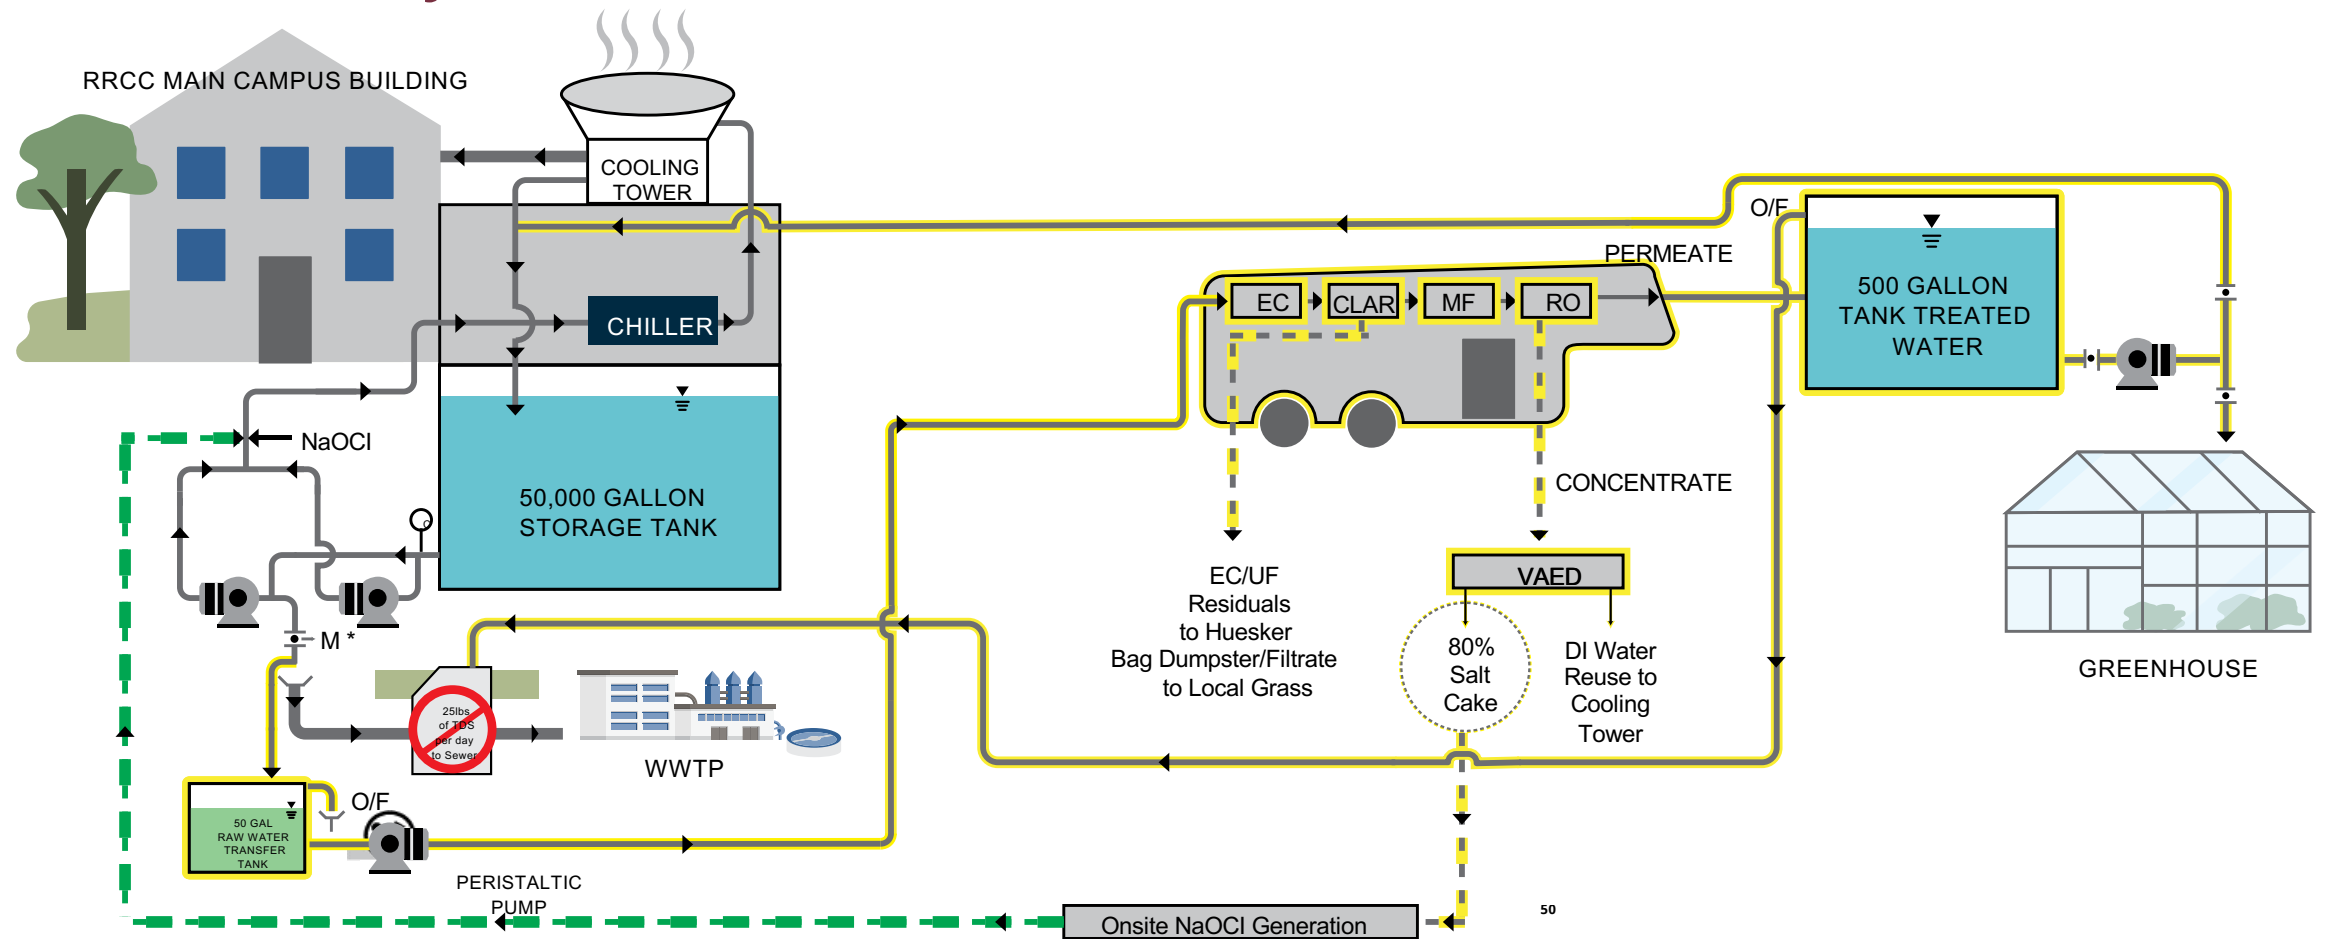 RRCC MAIN CAMPUS BUILDING
COOLING
TOWER
CHILLER
O/F
PERMEATE
EC
CLAR
MF
RO
500 GALLON
TANK TREATED
WATER
NaOCI
50,000 GALLON
STORAGE TANK
CONCENTRATE
VAED
EC/UF
Residuals
to Huesker
Bag Dumpster/Filtrate
to Local Grass
80%
Salt
Cake
DI Water
Reuse to
Cooling
Tower
GREENHOUSE
M *
25lbs
of TDS
per day
to Sewer
WWTP
O/F
50 GAL
RAW WATER
TRANSFER
TANK
PERISTALTIC
PUMP
Onsite NaOCI Generation
50